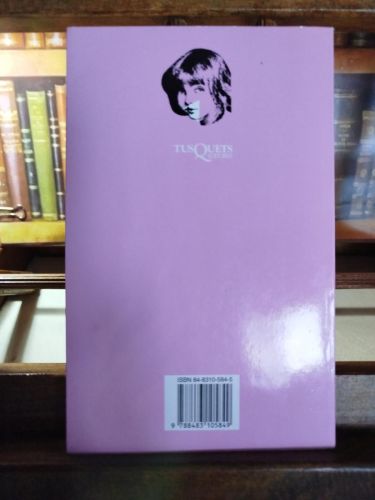 TUSQUETS
EDITORES
ISBN 84-8310-584-5
9 788483 105849